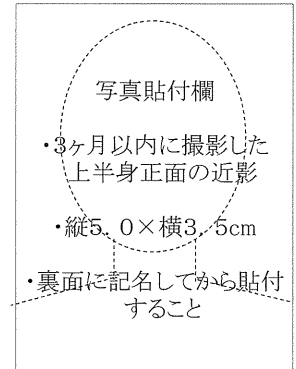 写真貼付欄
・3ヶ月以内に撮影した
上半身正面の近影
・縦5.0×横3.5cm
・裏面に記名してから貼付
すること